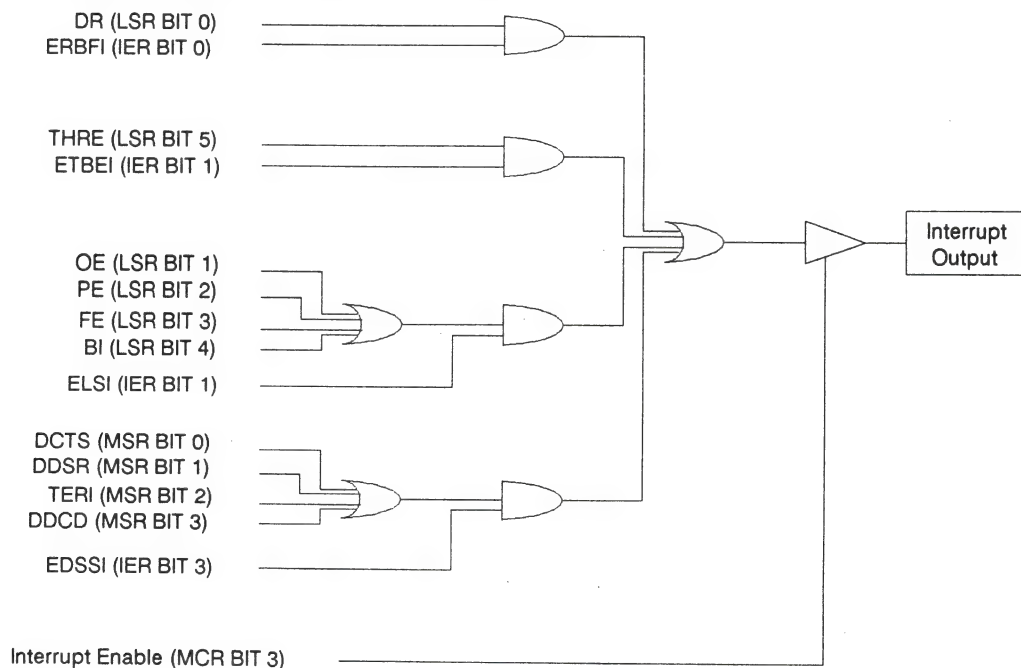 DR (LSR BIT 0)
ERBFI (IER BIT 0)
THRE (LSR BIT 5)
ETBEI (IER BIT 1)
OE (LSR BIT 1)
PE (LSR BIT 2)
FE (LSR BIT 3)
BI (LSR BIT 4)
ELSI (IER BIT 1)
DCTS (MSR BIT 0)
DDSR (MSR BIT 1)
TERI (MSR BIT 2)
DDCD (MSR BIT 3)
EDSSI (IER BIT 3)
Interrupt Enable (MCR BIT 3)
Interrupt
Output